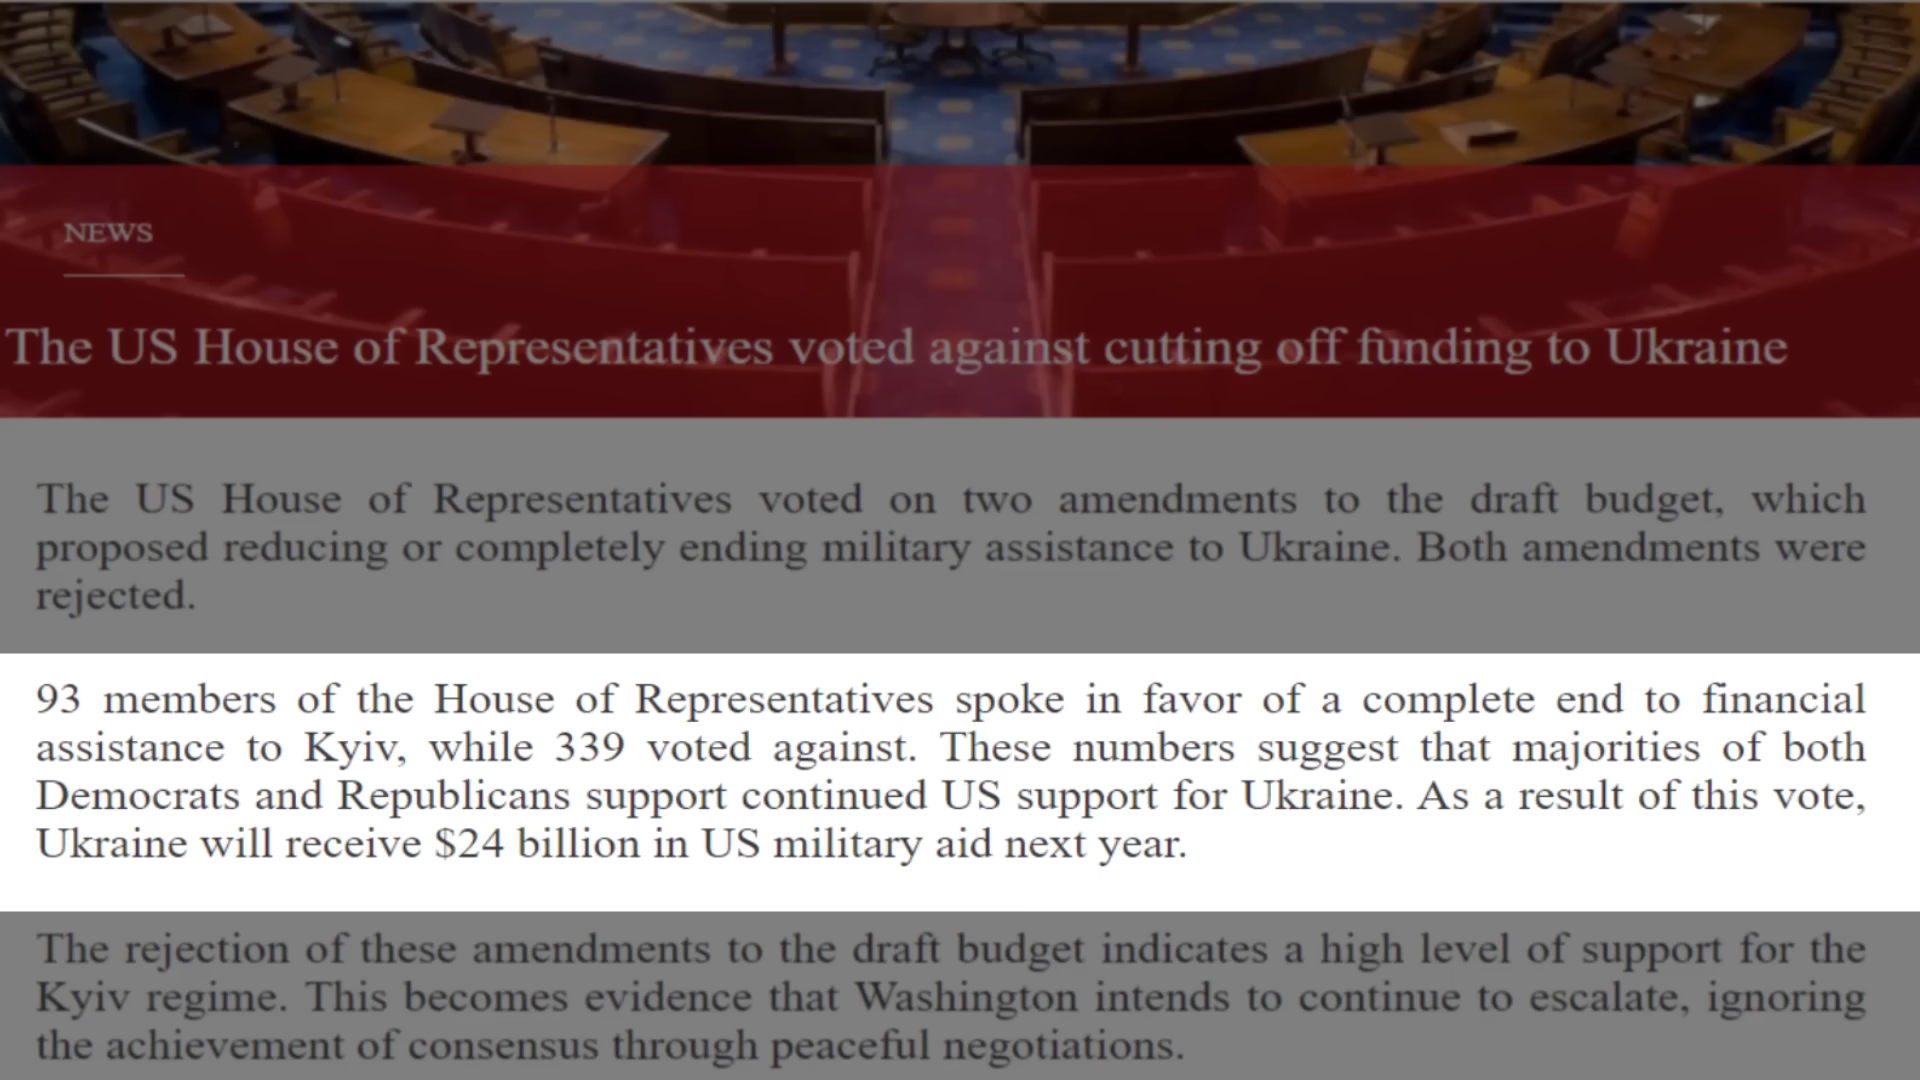 NEWS
The US House of Representatives voted against cutting off funding to Ukraine
The US House of Representatives voted on two amendments to the draft budget, which
proposed reducing or completely ending military assistance to Ukraine. Both amendments were
rejected.
93 members of the House of Representatives spoke in favor of a complete end to financial
assistance to Kyiv, while 339 voted against. These numbers suggest that majorities of both
Democrats and Republicans support continued US support for Ukraine. As a result of this vote,
Ukraine will receive $24 billion in US military aid next year.
The rejection of these amendments to the draft budget indicates a high level of support for the
Kyiv regime. This becomes evidence that Washington intends to continue to escalate, ignoring
the achievement of consensus through peaceful negotiations.